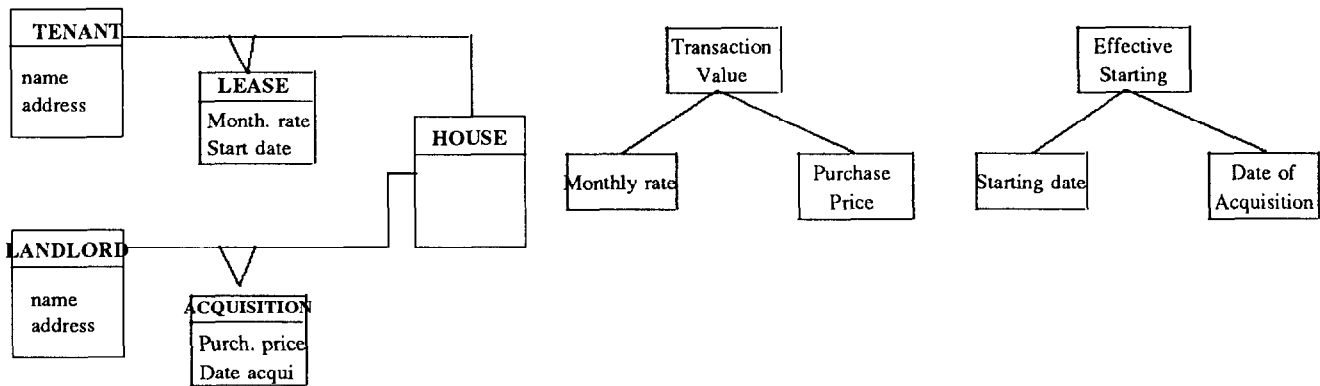 TENANT
name
address
LEASE
Month. rate
Start date
HOUSE
LANDLORD
name
address
ACQUISITION
Purch. price
Date acqui
Transaction
Value
Monthly rate
Purchase
Price
Effective
Starting
Starting date
Date of
Acquisition